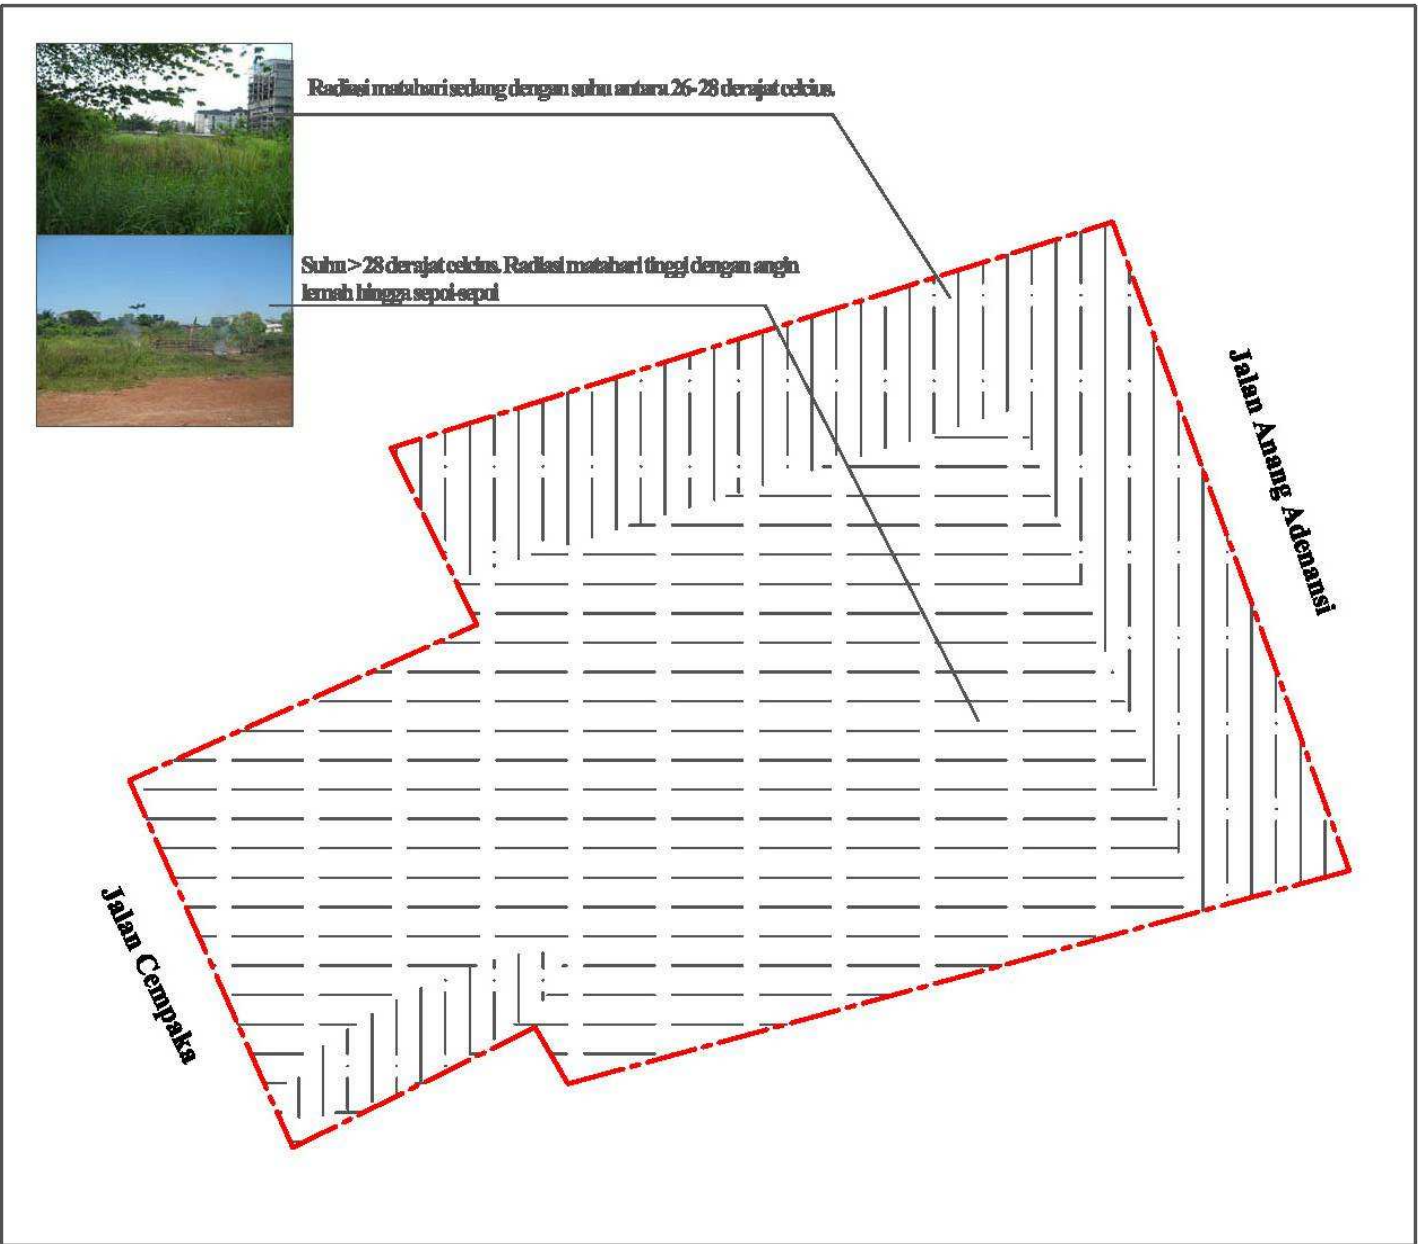 Radiasi matahari sedang dengan suhu antara 26-28 derajat celcius.
Suhu > 28 derajat celcius. Radiasi matahari tinggi dengan angin
lemah hingga sepoi-sepoi
Jalan Anang Adenansi
Jalan Cempaka